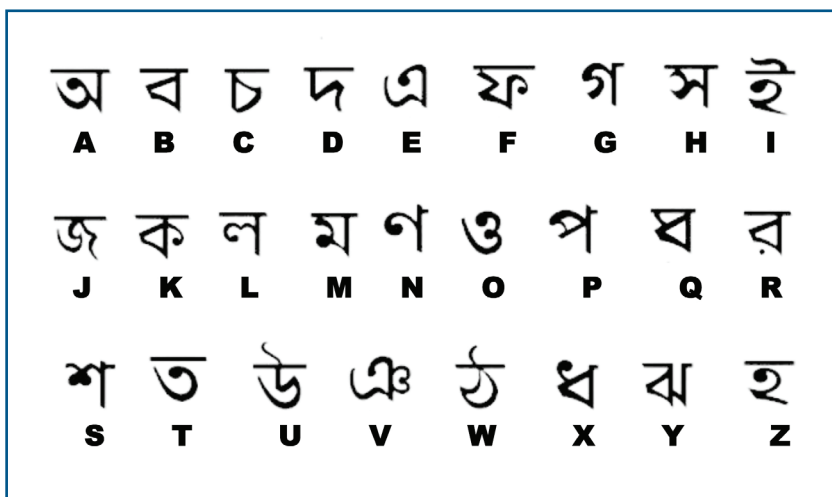 অ ব চ দ এ ফ গ স ই
A B C D E F G H I
জ ক ল ম ণ ও প ঘ র
J K L M N O P Q R
শ ত উ ঞ ঠ ধ ঝ হ
S T U V W X Y Z